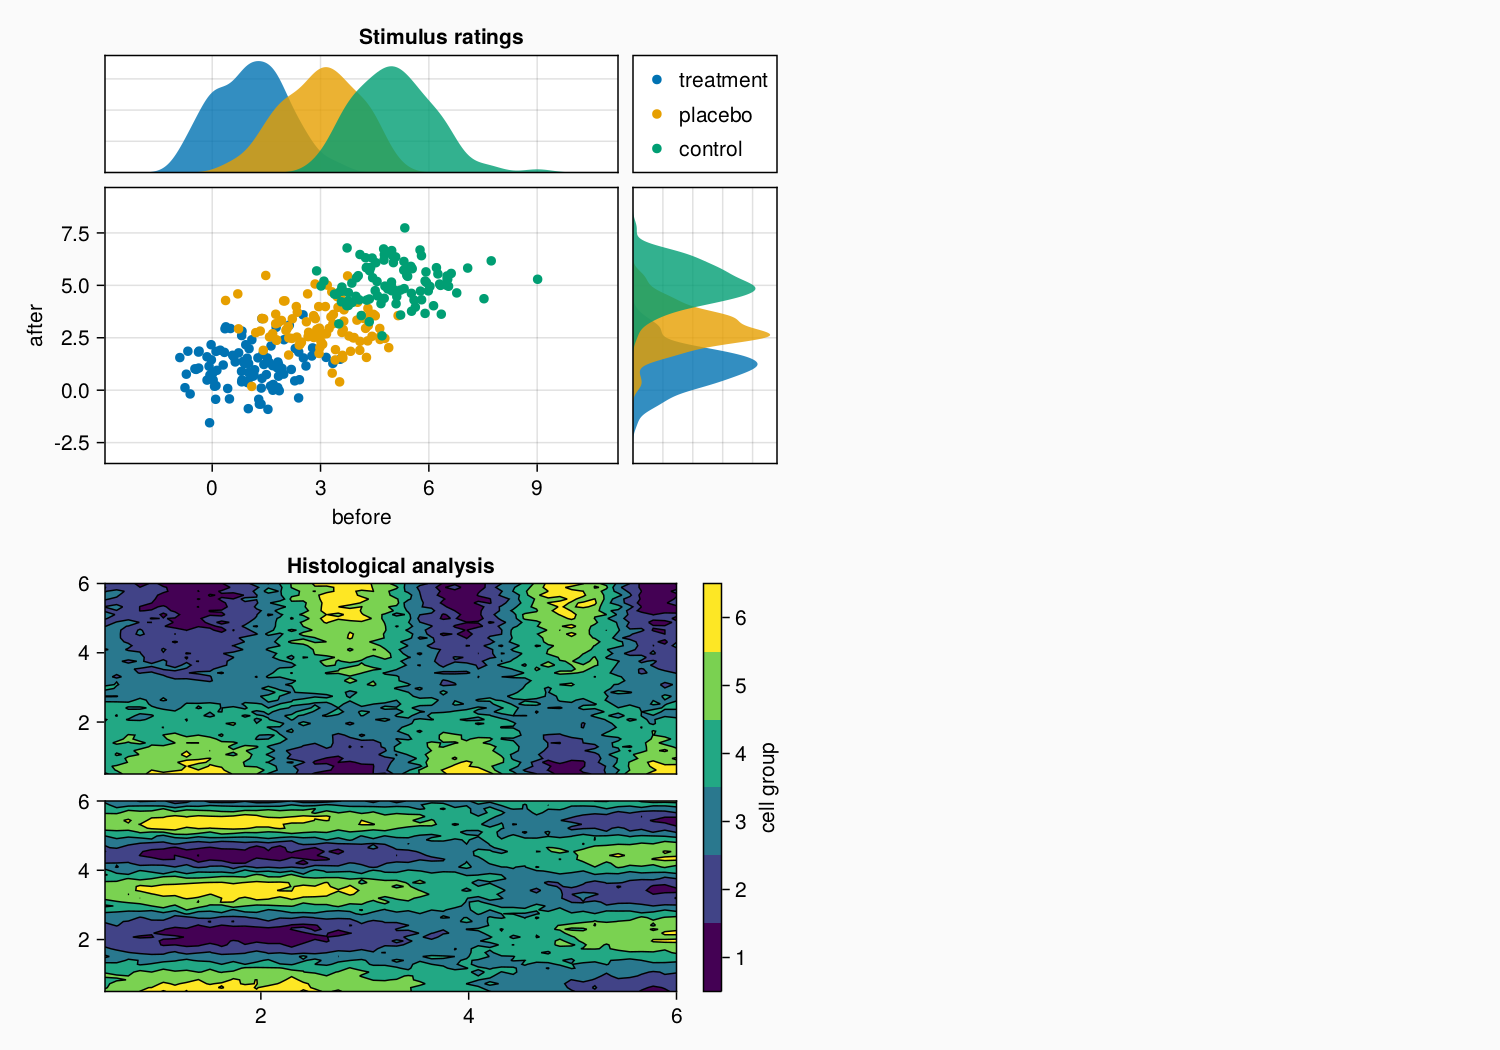 Stimulus ratings
treatment
placebo
control
after
7.5
5.0
2.5
0.0
-2.5
0 3 6 9
before
Histological analysis
6
4
2
6
4
2
2 4 6
6
5
4
3
2
1
cell group